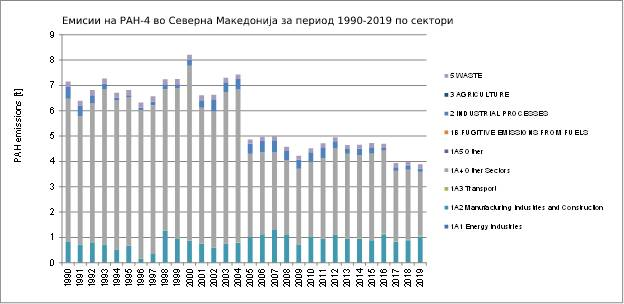 Емисии на PAH-4 во Северна Македонија за период 1990-2019 по сектори
PAH emissions [t]
9
8
7
6
5
4
3
2
1
0
1990 1991 1992 1993 1994 1995 1996 1997 1998 1999 2000 2001 2002 2003 2004 2005 2006 2007 2008 2009 2010 2011 2012 2013 2014 2015 2016 2017 2018 2019
5 WASTE
3 AGRICULTURE
2 INDUSTRIAL PROCESSES
1B FUGITIVE EMISSIONS FROM FUELS
1A5 Other
1A4 Other Sectors
1A3 Transport
1A2 Manufacturing Industries and Construction
1A1 Energy Industries